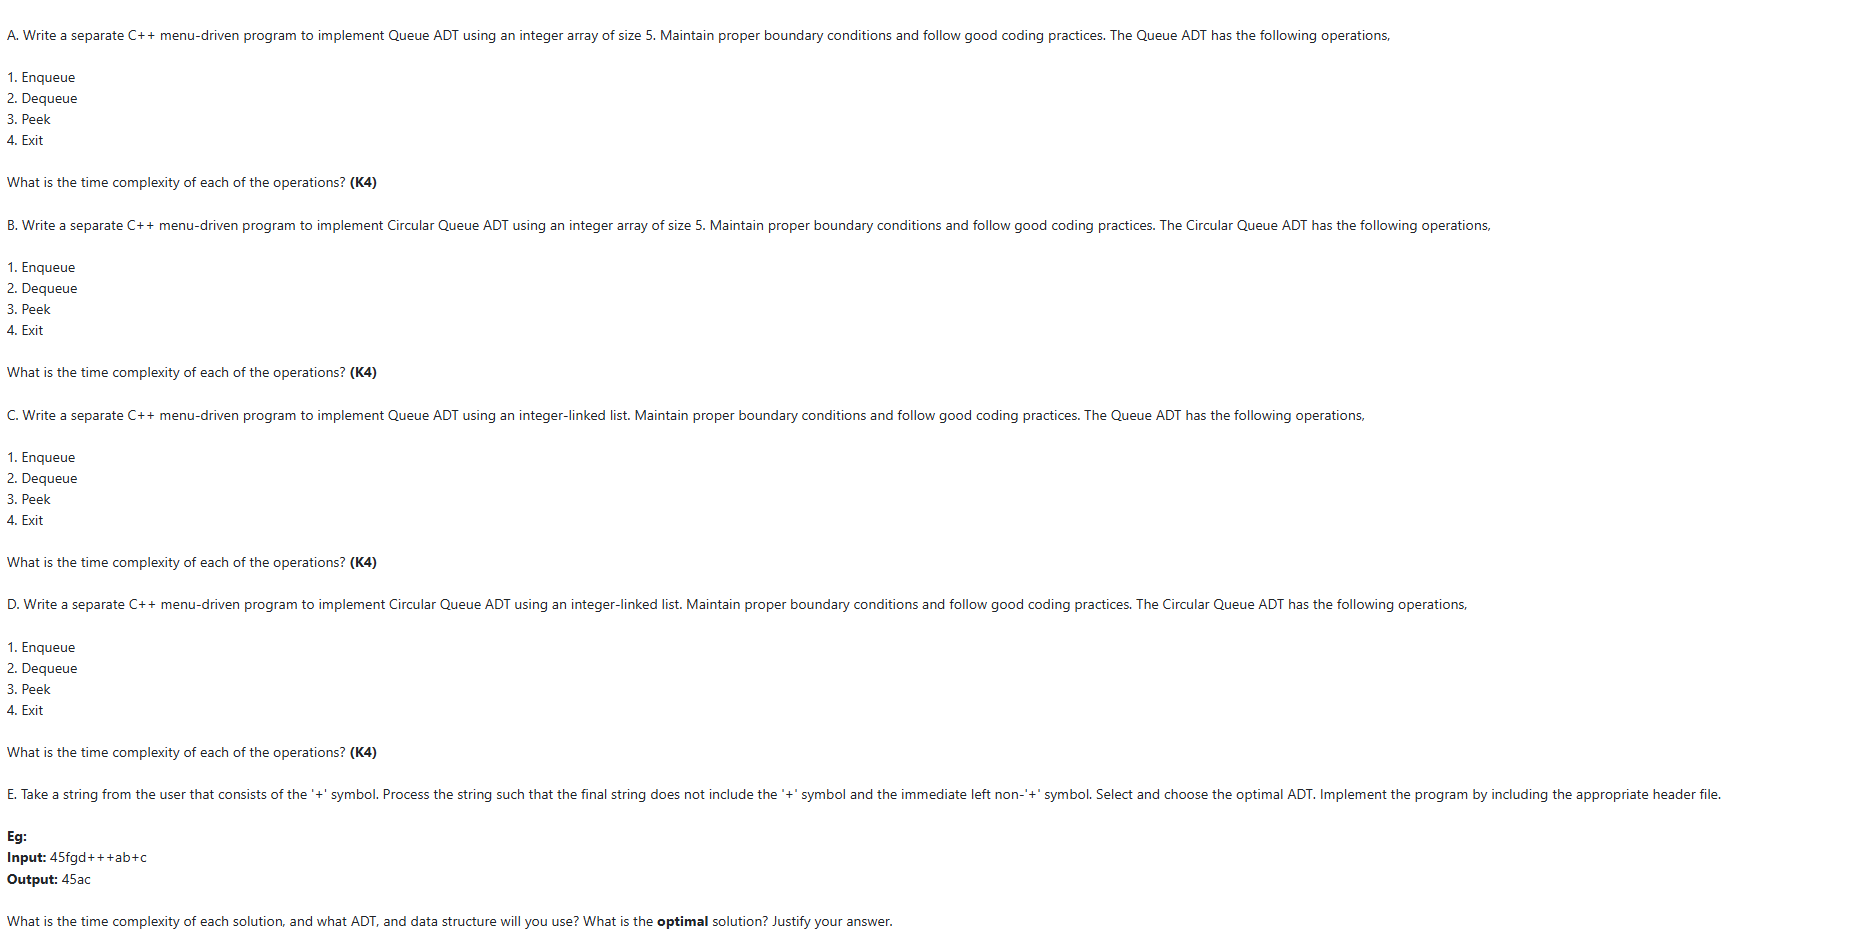 A. Write a separate C++ menu-driven program to implement Queue ADT using an integer array of size 5. Maintain proper boundary conditions and follow good coding practices. The Queue ADT has the following operations,
1. Enqueue
2. Dequeue
3. Peek
4. Exit
What is the time complexity of each of the operations? (K4)
B. Write a separate C++ menu-driven program to implement Circular Queue ADT using an integer array of size 5. Maintain proper boundary conditions and follow good coding practices. The Circular Queue ADT has the following operations,
1. Enqueue
2. Dequeue
3. Peek
4. Exit
What is the time complexity of each of the operations? (K4)
C. Write a separate C++ menu-driven program to implement Queue ADT using an integer-linked list. Maintain proper boundary conditions and follow good coding practices. The Queue ADT has the following operations,
1. Enqueue
2. Dequeue
3. Peek
4. Exit
What is the time complexity of each of the operations? (K4)
D. Write a separate C++ menu-driven program to implement Circular Queue ADT using an integer-linked list. Maintain proper boundary conditions and follow good coding practices. The Circular Queue ADT has the following operations,
1. Enqueue
2. Dequeue
3. Peek
4. Exit
What is the time complexity of each of the operations? (K4)
E. Take a string from the user that consists of the '+' symbol. Process the string such that the final string does not include the '+' symbol and the immediate left non-'+' symbol. Select and choose the optimal ADT. Implement the program by including the appropriate header file.
Eg:
Input: 45fgd+++ab+c
Output: 45ac
What is the time complexity of each solution, and what ADT, and data structure will you use? What is the optimal solution? Justify your answer.